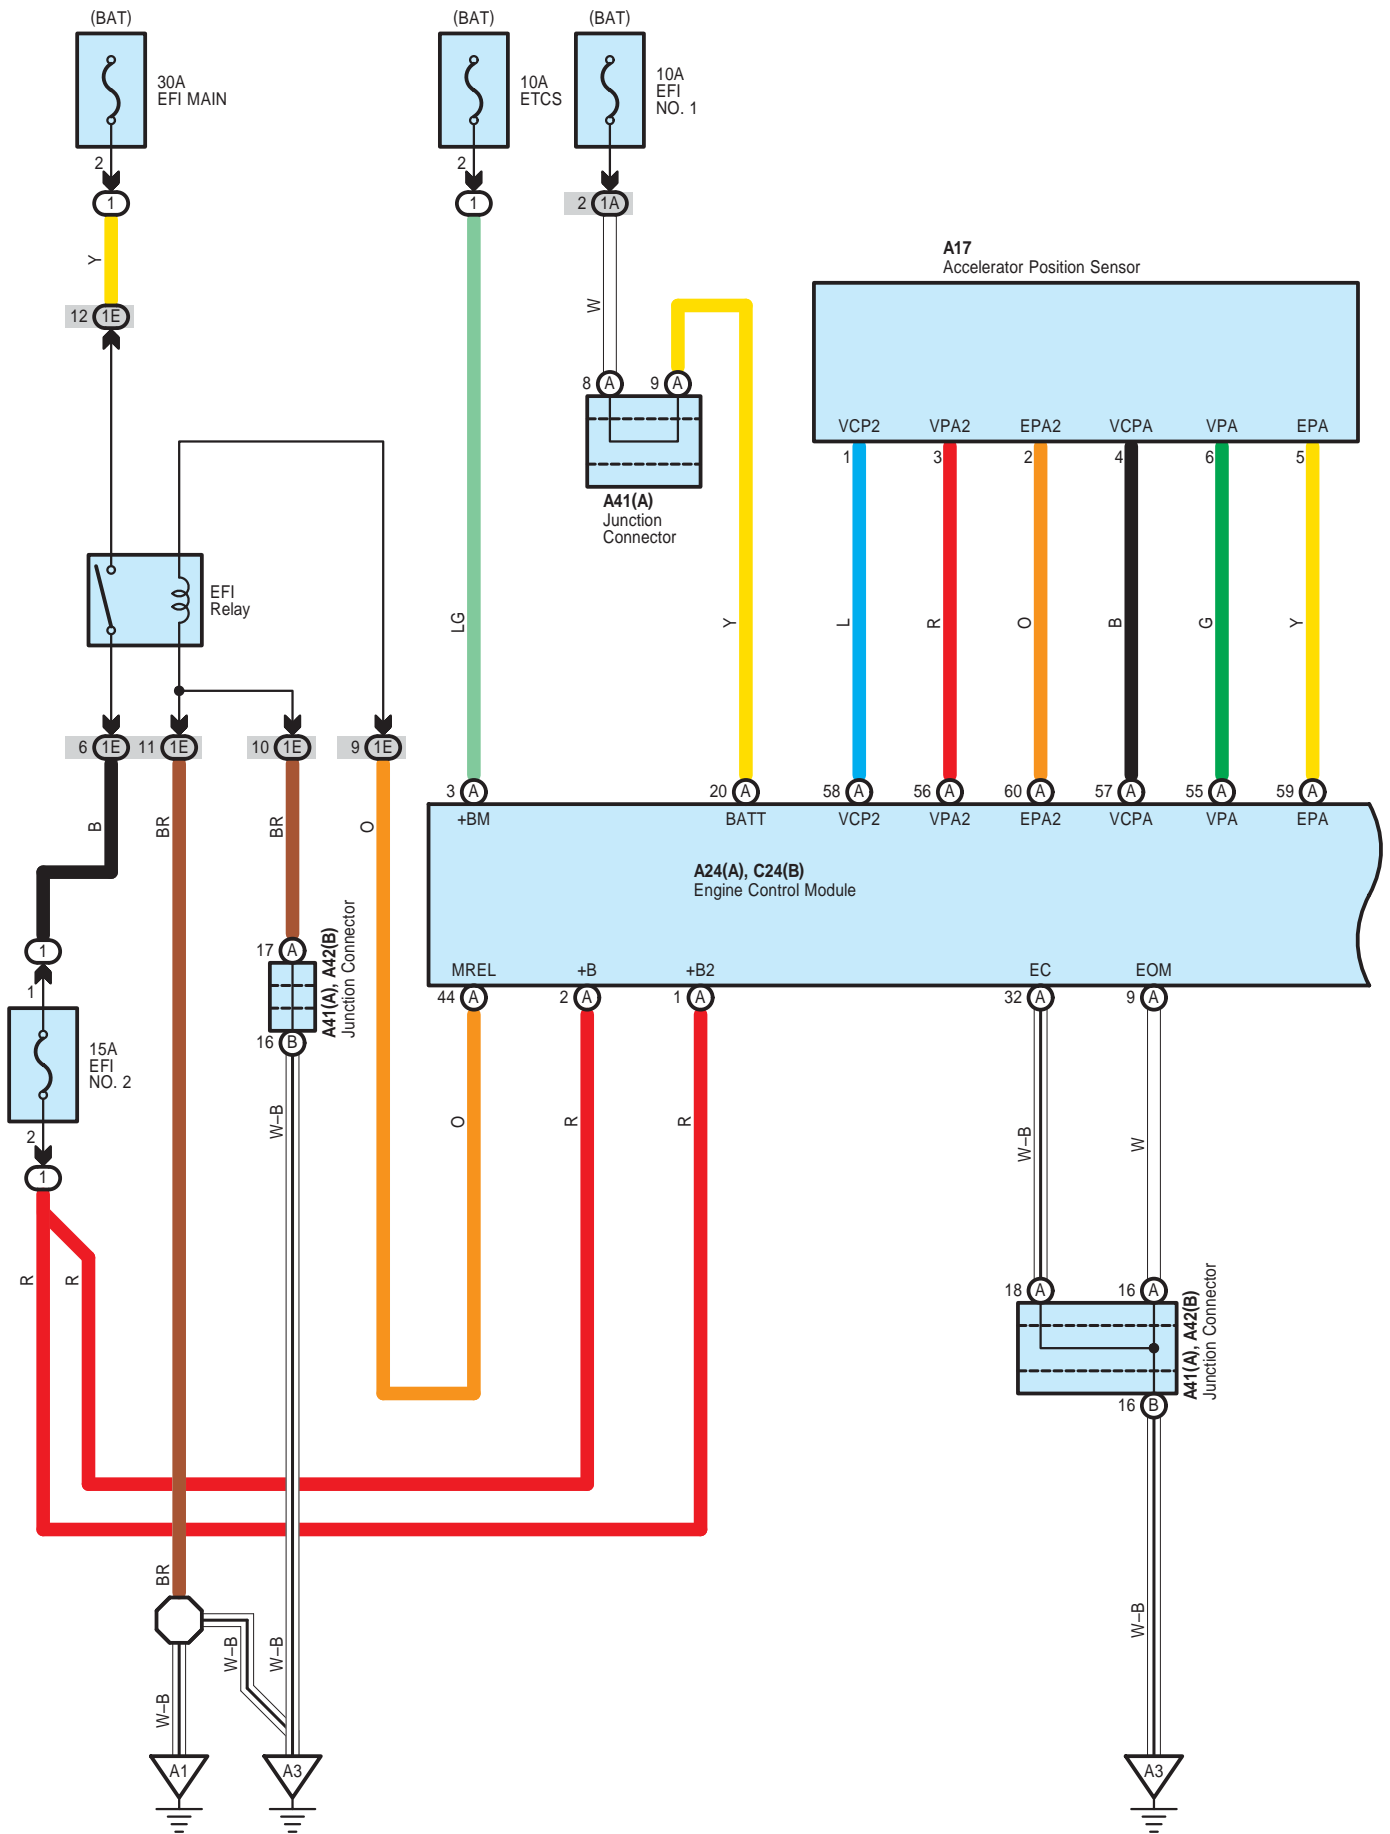 (BAT)
(BAT)
(BAT)
30A
EFI MAIN
10A
ETCS
10A
EFI
NO. 1
2
1
2
1
2 1A
Y
12 1E
W
A17
Accelerator Position Sensor
8 A
9 A
VCP2
VPA2
EPA2
VCPA
VPA
EPA
1
3
2
4
6
5
A41(A)
Junction
Connector
EFI
Relay
LG
Y
L
R
O
B
G
Y
6 1E
11 1E
10 1E
9 1E
3 A
20 A
58 A
56 A
60 A
57 A
55 A
59 A
B
BR
BR
O
+BM
BATT
VCP2
VPA2
EPA2
VCPA
VPA
EPA
A24(A), C24(B)
Engine Control Module
1
17 A
A41(A), A42(B)
Junction Connector
MREL
+B
+B2
EC
EOM
1
44 A
2 A
1 A
32 A
9 A
15A
EFI
NO. 2
16 B
2
1
W–B
O
R
R
W–B
W
R
R
18 A
16 A
A41(A), A42(B)
Junction Connector
16 B
BR
W–B
W–B
W–B
W–B
A1
A3
A3